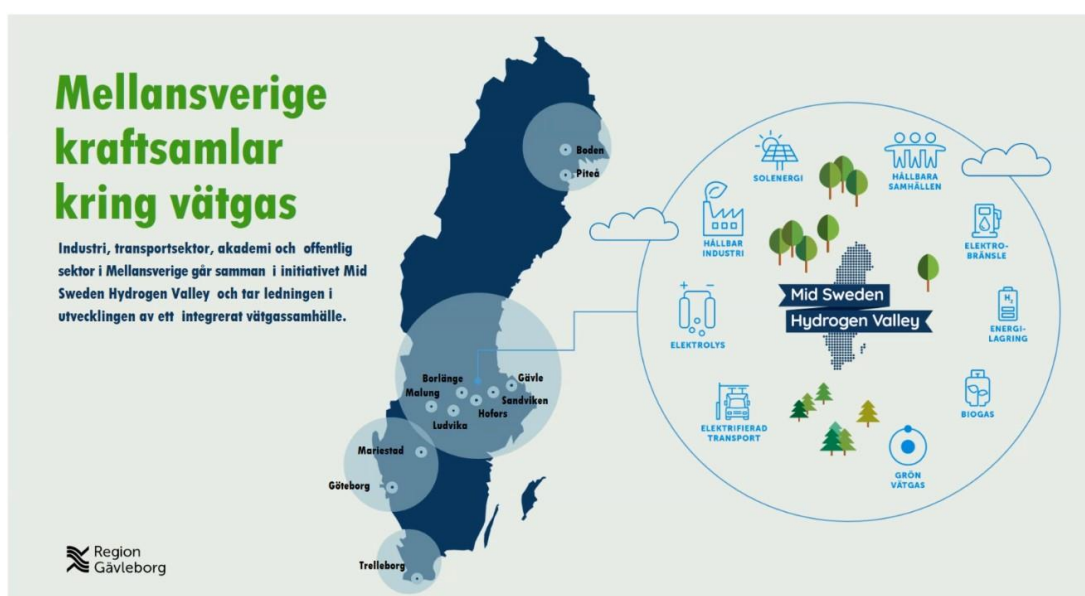 Mellansverige
kraftsamlar
kring vätgas
Industri, transportsektor, akademi och offentlig
sektor i Mellansverige går samman i initiativet Mid
Sweden Hydrogen Valley och tar ledningen i
utvecklingen av ett integrerat vätgassamhälle.
Boden
Piteå
Borlänge
Gävle
Malung
Sandviken
Hofors
Ludvika
Mariestad
Göteborg
Trelleborg
SOLENERGI
HÅLLBARA
SAMHÄLLEN
HÅLLBAR
INDUSTRI
ELEKTRO-
BRÄNSLE
Mid Sweden
Hydrogen Valley
H₂
ENERGI-
LAGRING
ELEKTROLYS
BIOGAS
ELEKTRIFIERAD
TRANSPORT
GRÖN
VÄTGAS
Region
Gävleborg